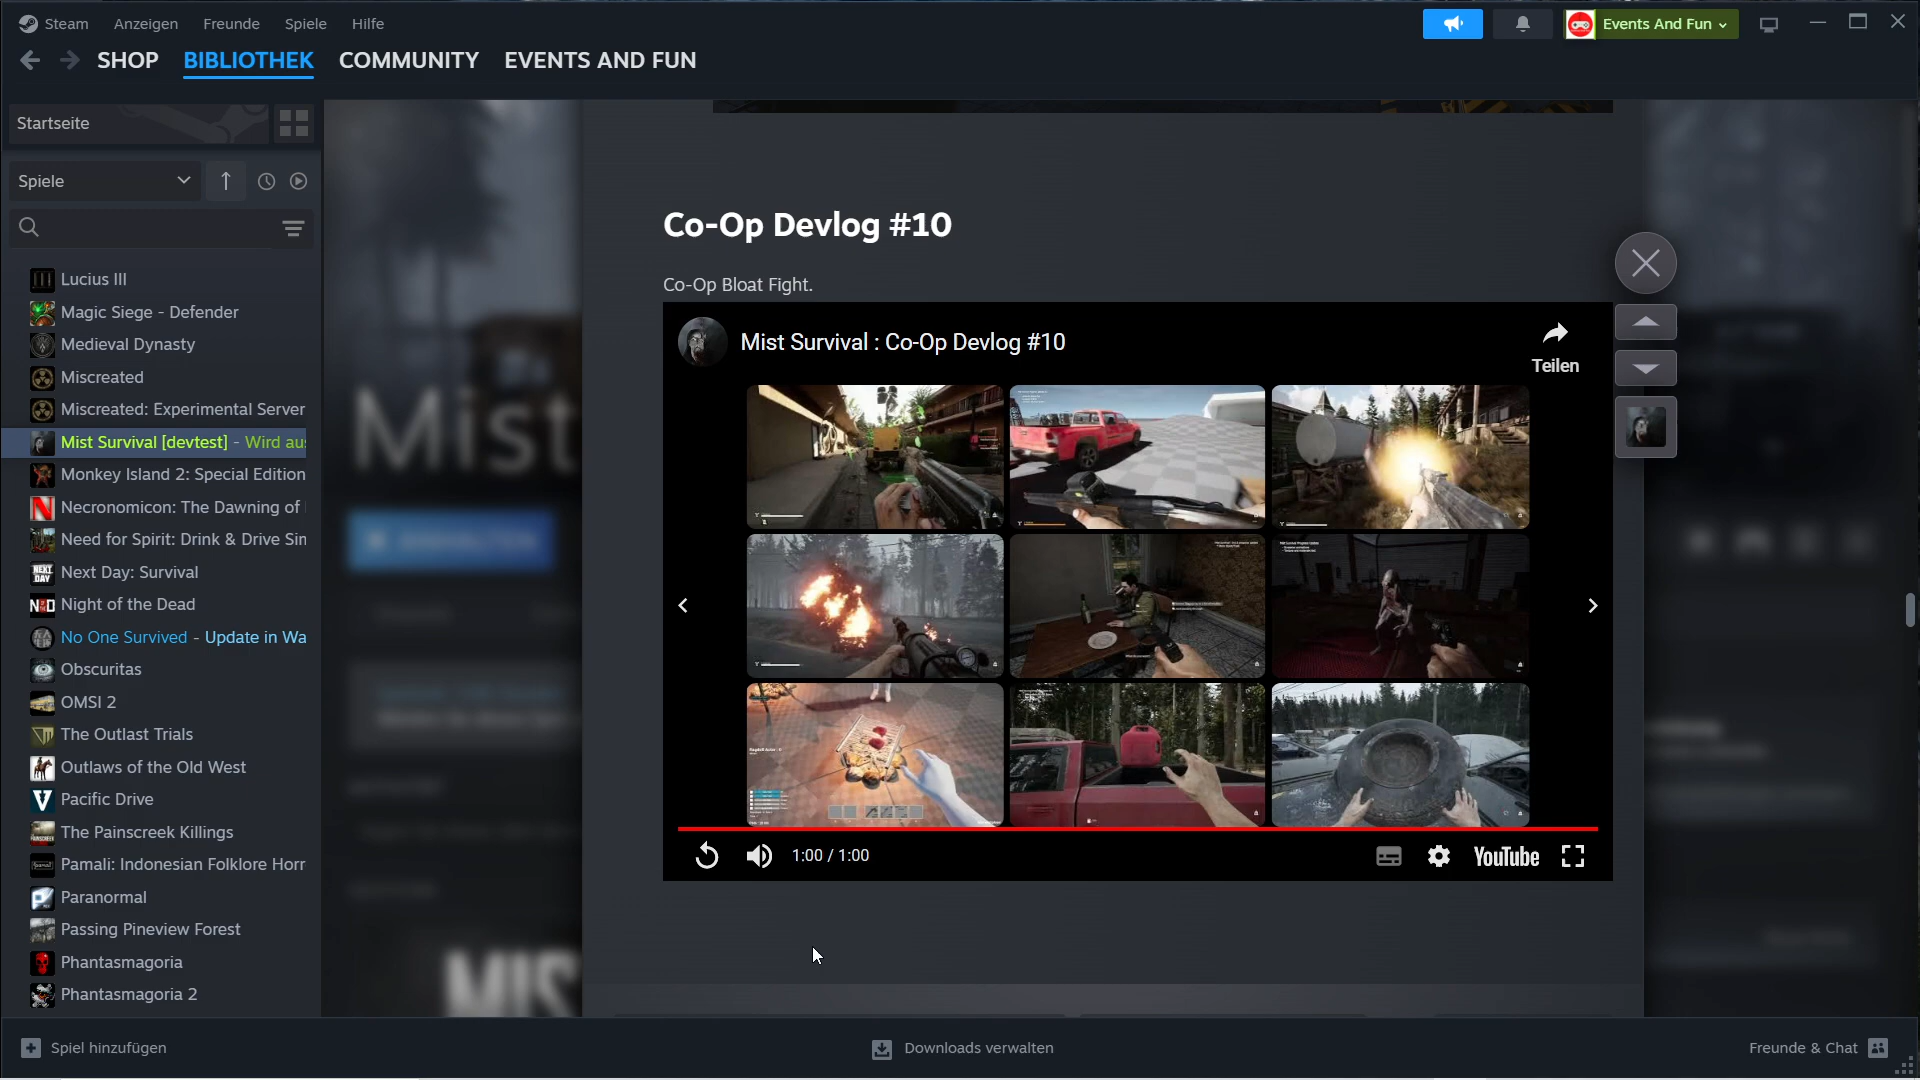 Steam Anzeigen Freunde Spiele Hilfe
Events And Fun
SHOP BIBLIOTHEK COMMUNITY EVENTS AND FUN
Startseite
Spiele
Lucius III
Magic Siege - Defender
Medieval Dynasty
Miscreated
Miscreated: Experimental Server
Mist Survival [devtest] - Wird aus
Monkey Island 2: Special Edition
Necronomicon: The Dawning of
Need for Spirit: Drink & Drive Sim
Next Day: Survival
Night of the Dead
No One Survived - Update in Wa
Obscuritas
OMSI 2
The Outlast Trials
Outlaws of the Old West
Pacific Drive
The Painscreek Killings
Pamali: Indonesian Folklore Horr
Paranormal
Passing Pineview Forest
Phantasmagoria
Phantasmagoria 2
Mist
MIS
Co-Op Devlog #10
Co-Op Bloat Fight.
Mist Survival : Co-Op Devlog #10
Teilen
1:00 / 1:00
YouTube
Spiel hinzufügen
Downloads verwalten
Freunde & Chat